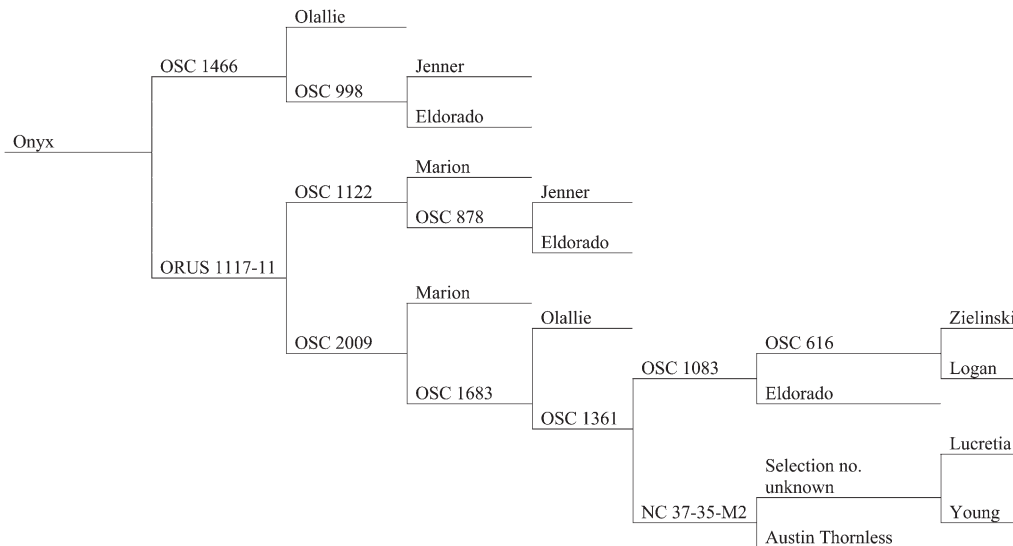 Olallie
OSC 1466
Jenner
OSC 998
Eldorado
Onyx
Marion
OSC 1122
Jenner
OSC 878
Eldorado
ORUS 1117-11
Marion
Olallie
Zielinski
OSC 2009
OSC 616
OSC 1083
Logan
OSC 1683
Eldorado
OSC 1361
Lucretia
Selection no.
unknown
NC 37-35-M2
Young
Austin Thornless